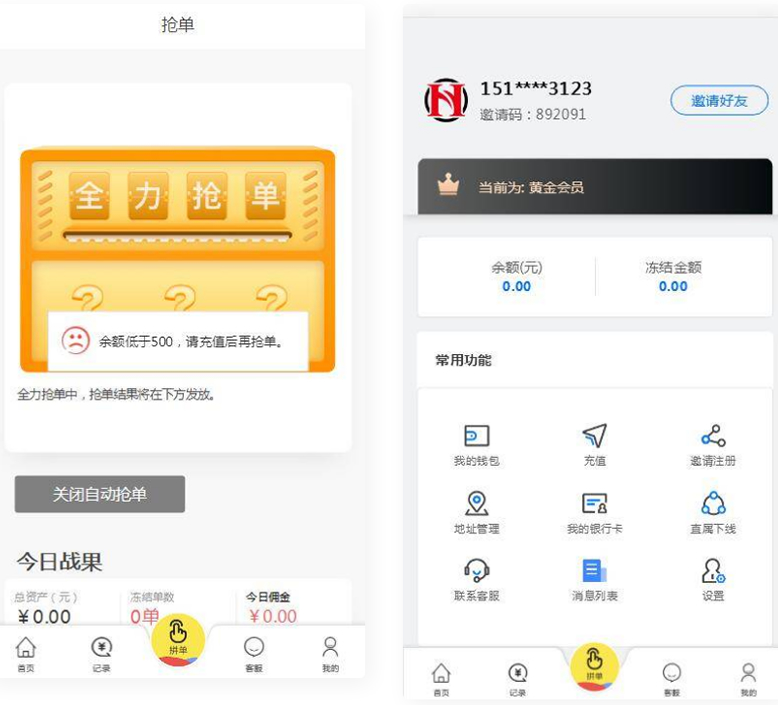 抢单
全力抢单
余额低于500，请充值后再抢单。
全力抢单中，抢单结果将在下方发放。
关闭自动抢单
今日战果
总资产（元） 冻结单数 今日佣金
¥0.00 0单 ¥0.00
首页 记录 拼单 客服 我的
151****3123
邀请码：892091
邀请好友
当前为: 黄金会员
余额(元) 冻结金额
0.00 0.00
常用功能
我的钱包 充值 邀请注册
地址管理 我的银行卡 直属下线
联系客服 消息列表 设置
首页 记录 拼单 客服 我的